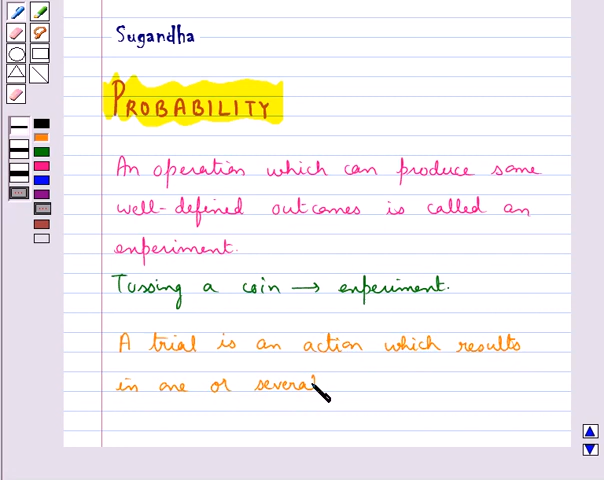 Sugandha
PROBABILITY
An operation which can produce some
well-defined outcomes is called an
experiment.
Tossing a coin → experiment.
A trial is an action which results
in one or several